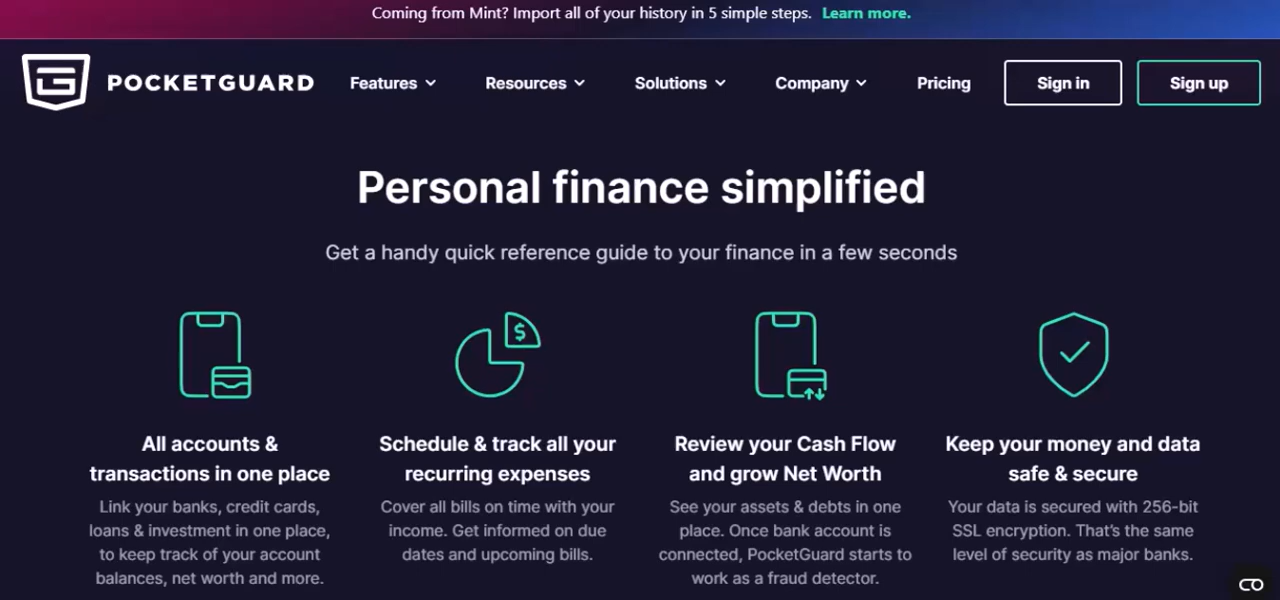 Coming from Mint? Import all of your history in 5 simple steps. Learn more.
POCKETGUARD Features Resources Solutions Company Pricing Sign in Sign up
Personal finance simplified
Get a handy quick reference guide to your finance in a few seconds
$
All accounts &
transactions in one place
Link your banks, credit cards,
loans & investment in one place,
to keep track of your account
balances, net worth and more.
Schedule & track all your
recurring expenses
Cover all bills on time with your
income. Get informed on due
dates and upcoming bills.
Review your Cash Flow
and grow Net Worth
See your assets & debts in one
place. Once bank account is
connected, PocketGuard starts to
work as a fraud detector.
Keep your money and data
safe & secure
Your data is secured with 256-bit
SSL encryption. That’s the same
level of security as major banks.